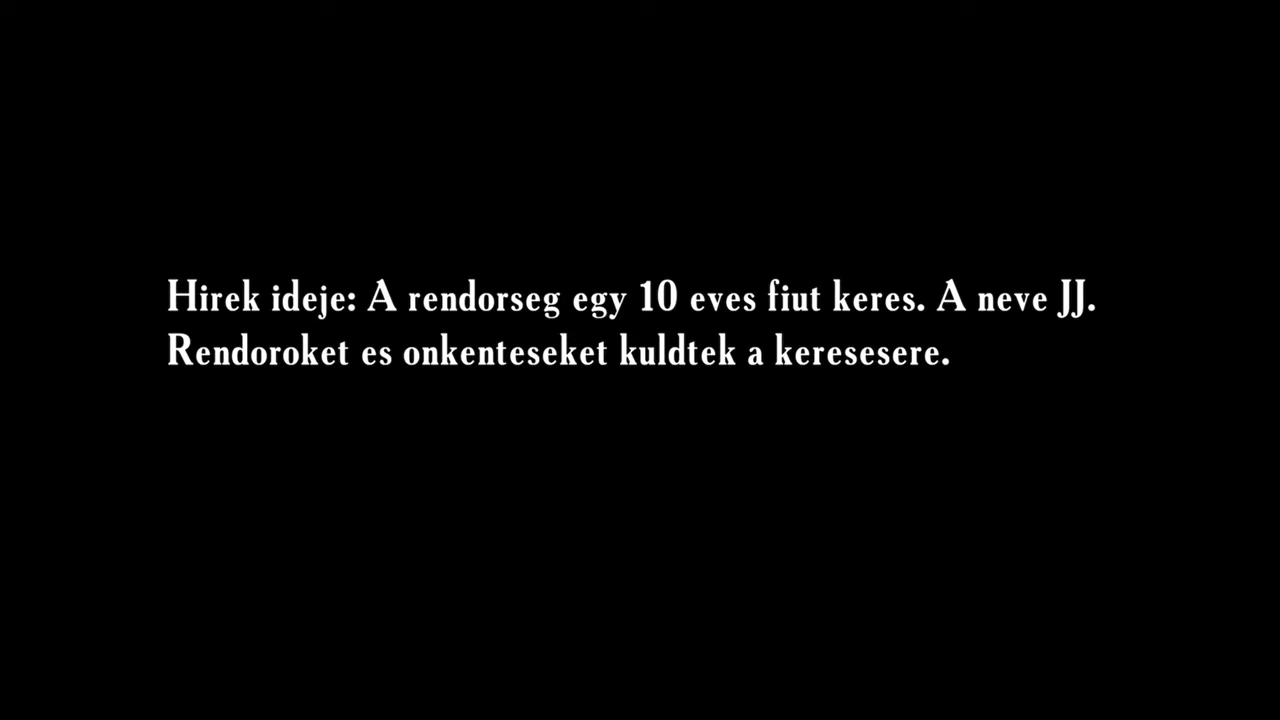 Hirek ideje: A rendorseg egy 10 eves fiut keres. A neve JJ.
Rendoroket es onkenteseket kuldtek a keresesere.